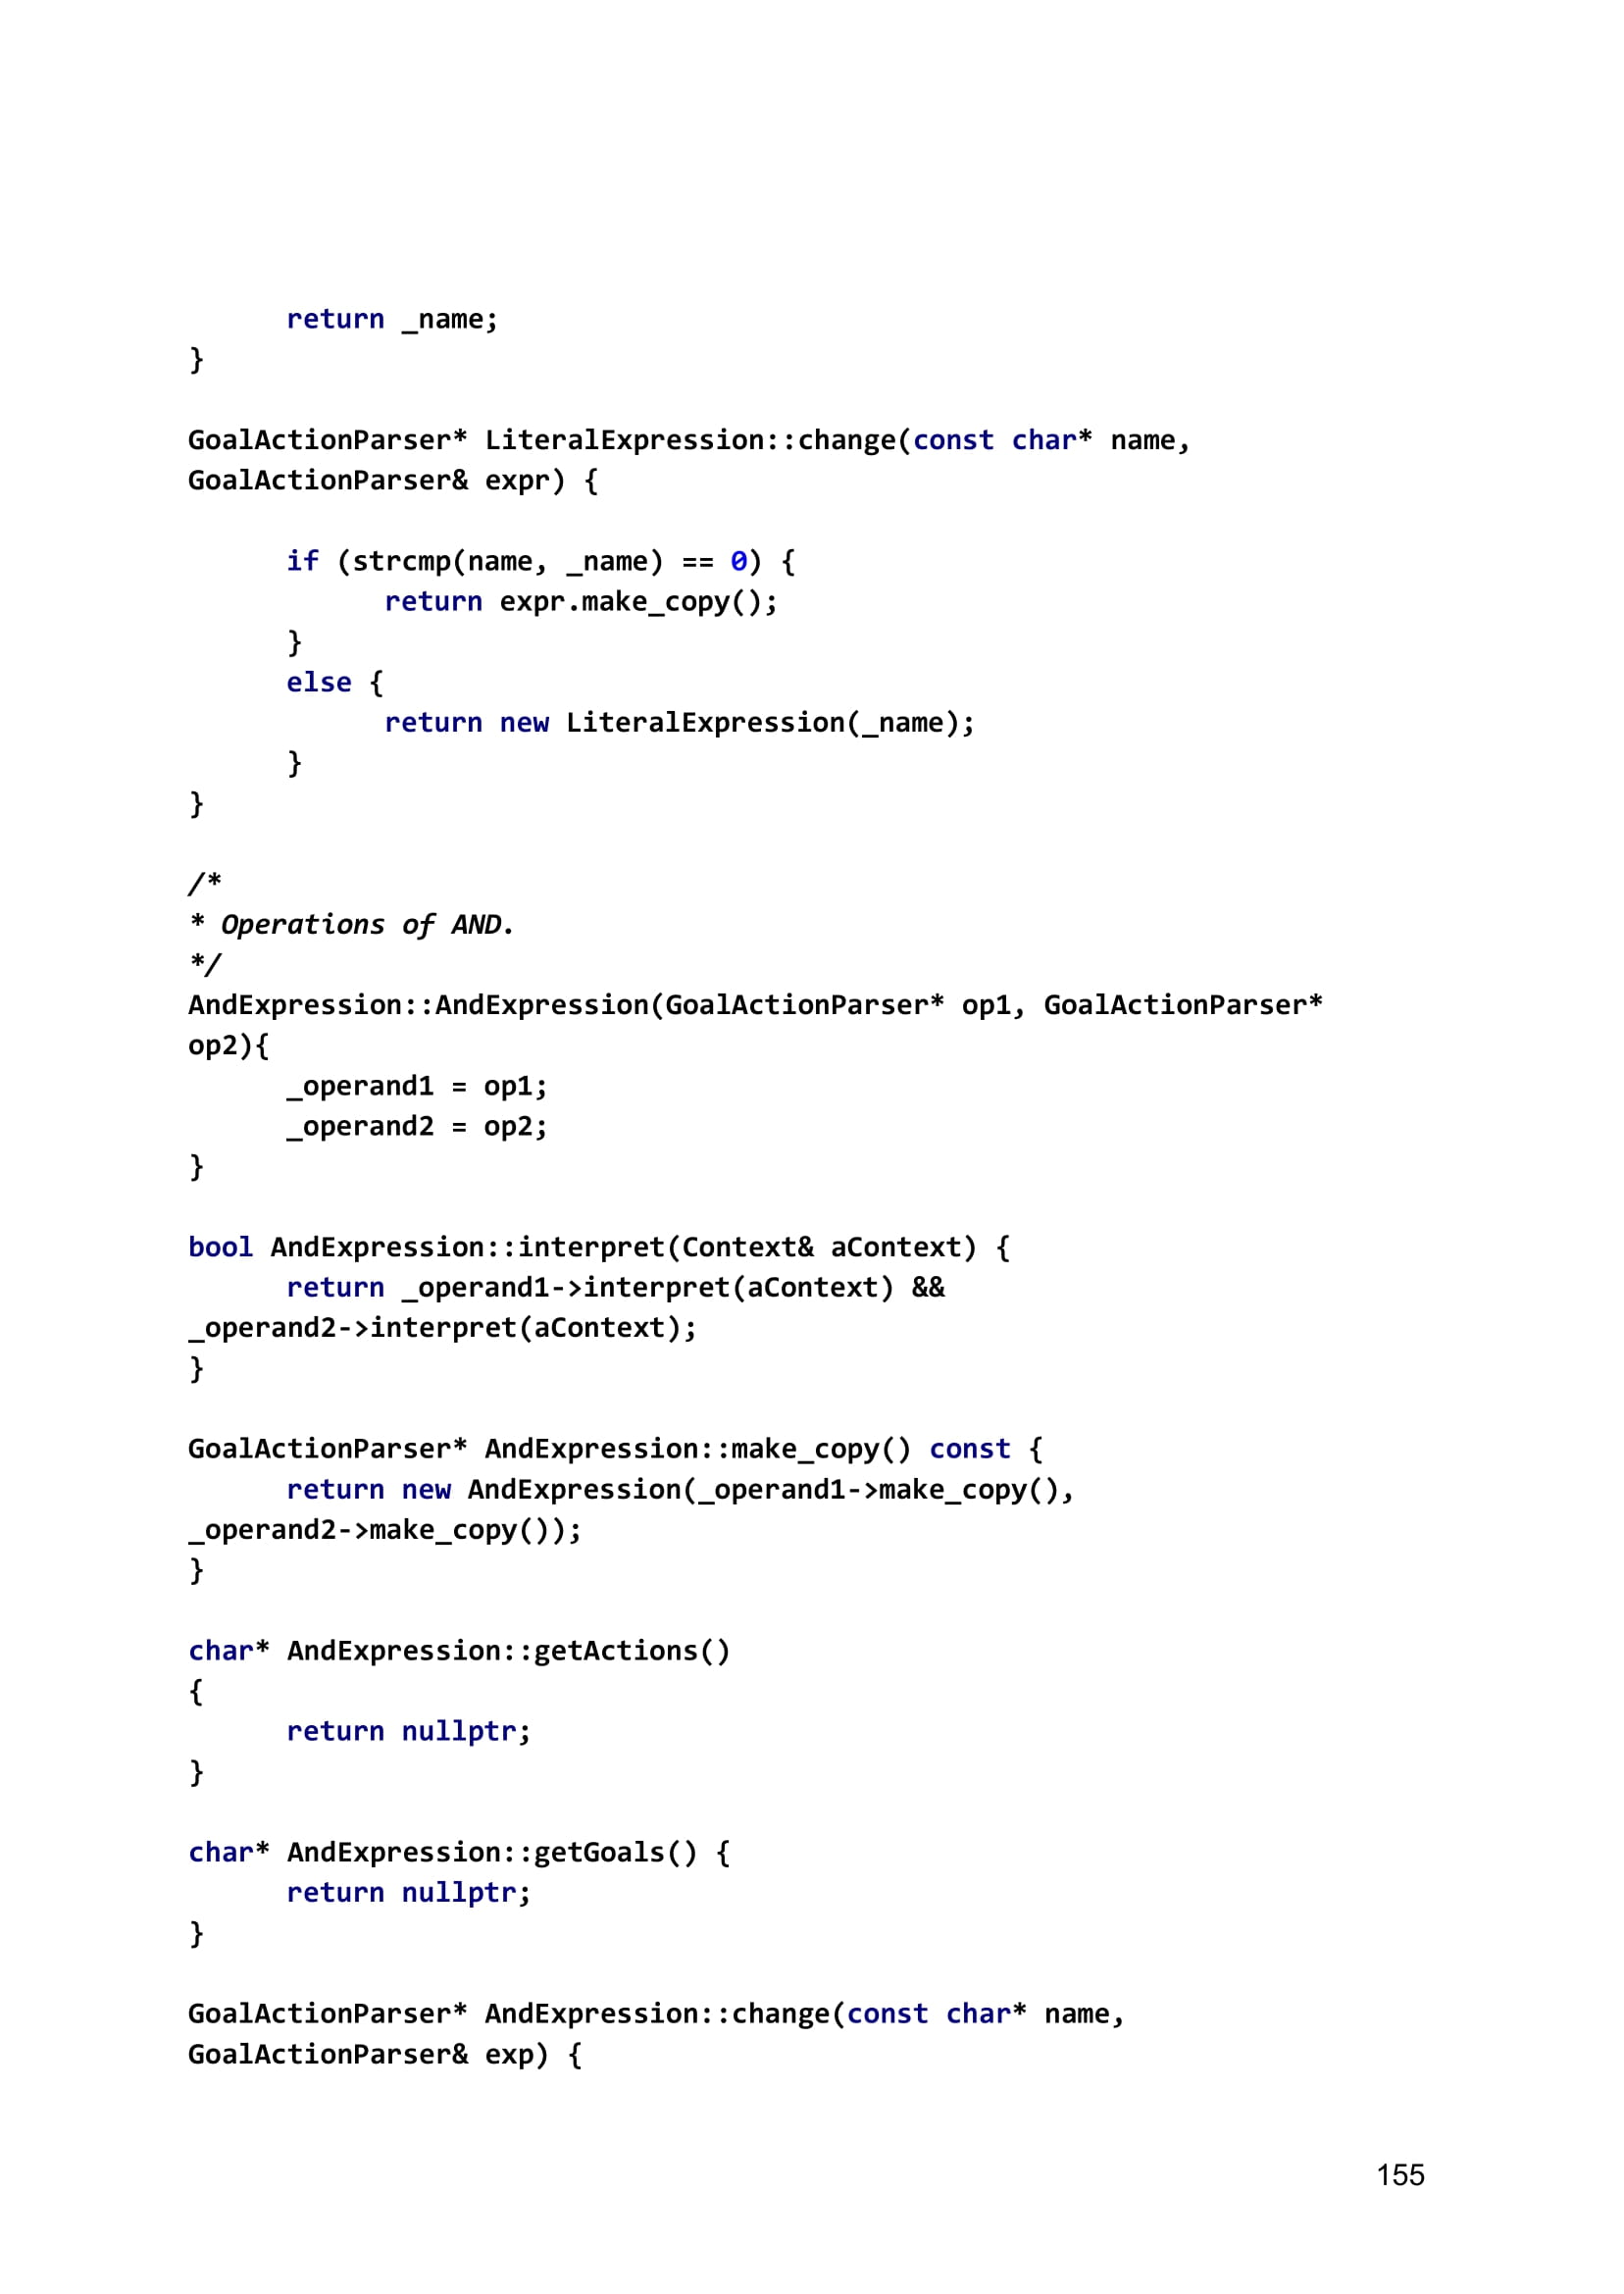 return _name;
}
GoalActionParser* LiteralExpression::change(const char* name,
GoalActionParser& expr) {
if (strcmp(name, _name) == 0) {
return expr.make_copy();
}
else {
return new LiteralExpression(_name);
}
}
/*
* Operations of AND.
*/
AndExpression::AndExpression(GoalActionParser* op1, GoalActionParser*
op2){
_operand1 = op1;
_operand2 = op2;
}
bool AndExpression::interpret(Context& aContext) {
return _operand1->interpret(aContext) &&
_operand2->interpret(aContext);
}
GoalActionParser* AndExpression::make_copy() const {
return new AndExpression(_operand1->make_copy(),
_operand2->make_copy());
}
char* AndExpression::getActions()
{
return nullptr;
}
char* AndExpression::getGoals() {
return nullptr;
}
GoalActionParser* AndExpression::change(const char* name,
GoalActionParser& exp) {
155